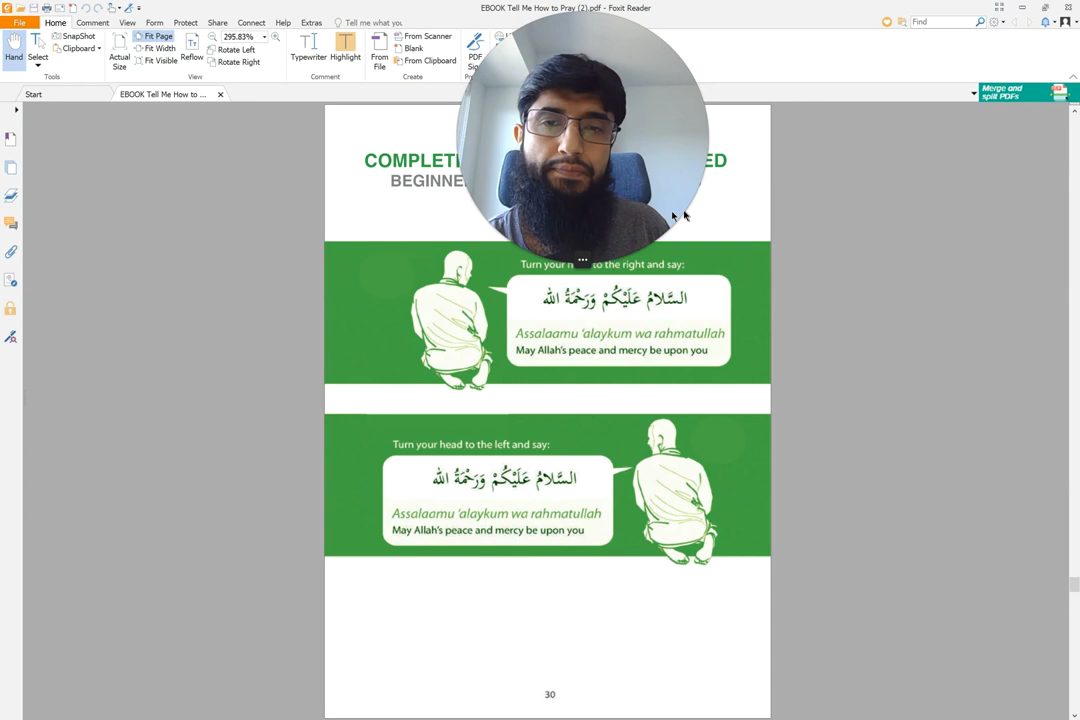 EBOOK Tell Me How to Pray (2).pdf - Foxit Reader
File Home Comment View Form Protect Share Connect Help Extras Tell me what you Find
Hand
Select
SnapShot
Clipboard
Tools
Actual
Size
Fit Page
Fit Width
Fit Visible
Reflow
295.83%
Rotate Left
Rotate Right
View
Typewriter
Highlight
Comment
From
File
From Scanner
Blank
From Clipboard
Create
PDF
Merge and
split PDFs
Start
EBOOK Tell Me How to ...
Turn your to the right and say:
السَّلامُ عَلَيْكُمْ وَرَحْمَةُ الله
Assalaamu ‘alaykum wa rahmatullah
May Allah's peace and mercy be upon you
Turn your head to the left and say:
السَّلامُ عَلَيْكُمْ وَرَحْمَةُ الله
Assalaamu ‘alaykum wa rahmatullah
May Allah's peace and mercy be upon you
30